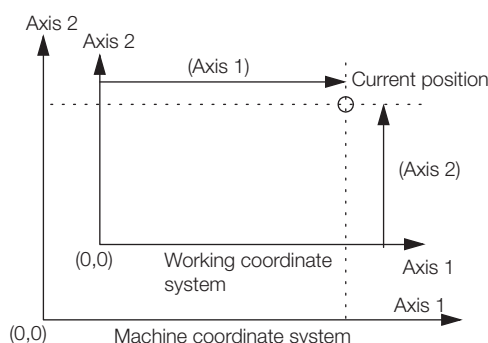 Axis 2
Axis 2
(Axis 1)
Current position
(Axis 2)
(0,0)
Working coordinate
system
Axis 1
Axis 1
(0,0)
Machine coordinate system